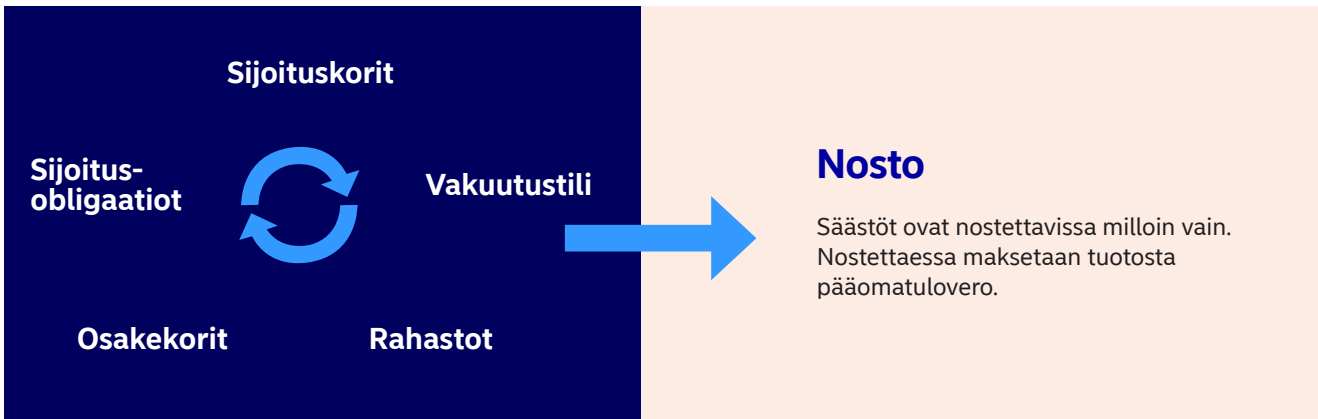 Sijoituskorit
Sijoitus-
obligaatiot
Vakuutustili
Osakekorit
Rahastot
Nosto
Säästöt ovat nostettavissa milloin vain.
Nostettaessa maksetaan tuotosta
pääomatulovero.